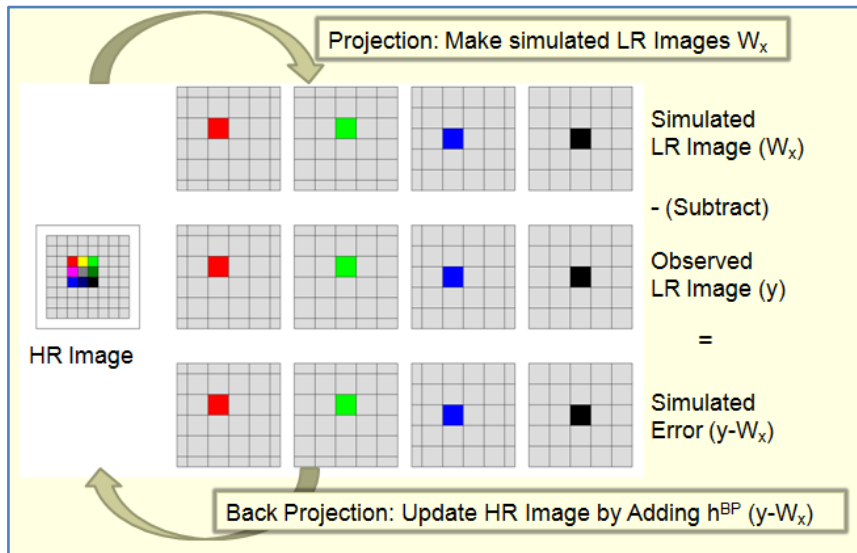 Projection: Make simulated LR Images Wx
Simulated
LR Image (Wx)
- (Subtract)
Observed
LR Image (y)
HR Image
=
Simulated
Error (y-Wx)
Back Projection: Update HR Image by Adding hBP (y-Wx)